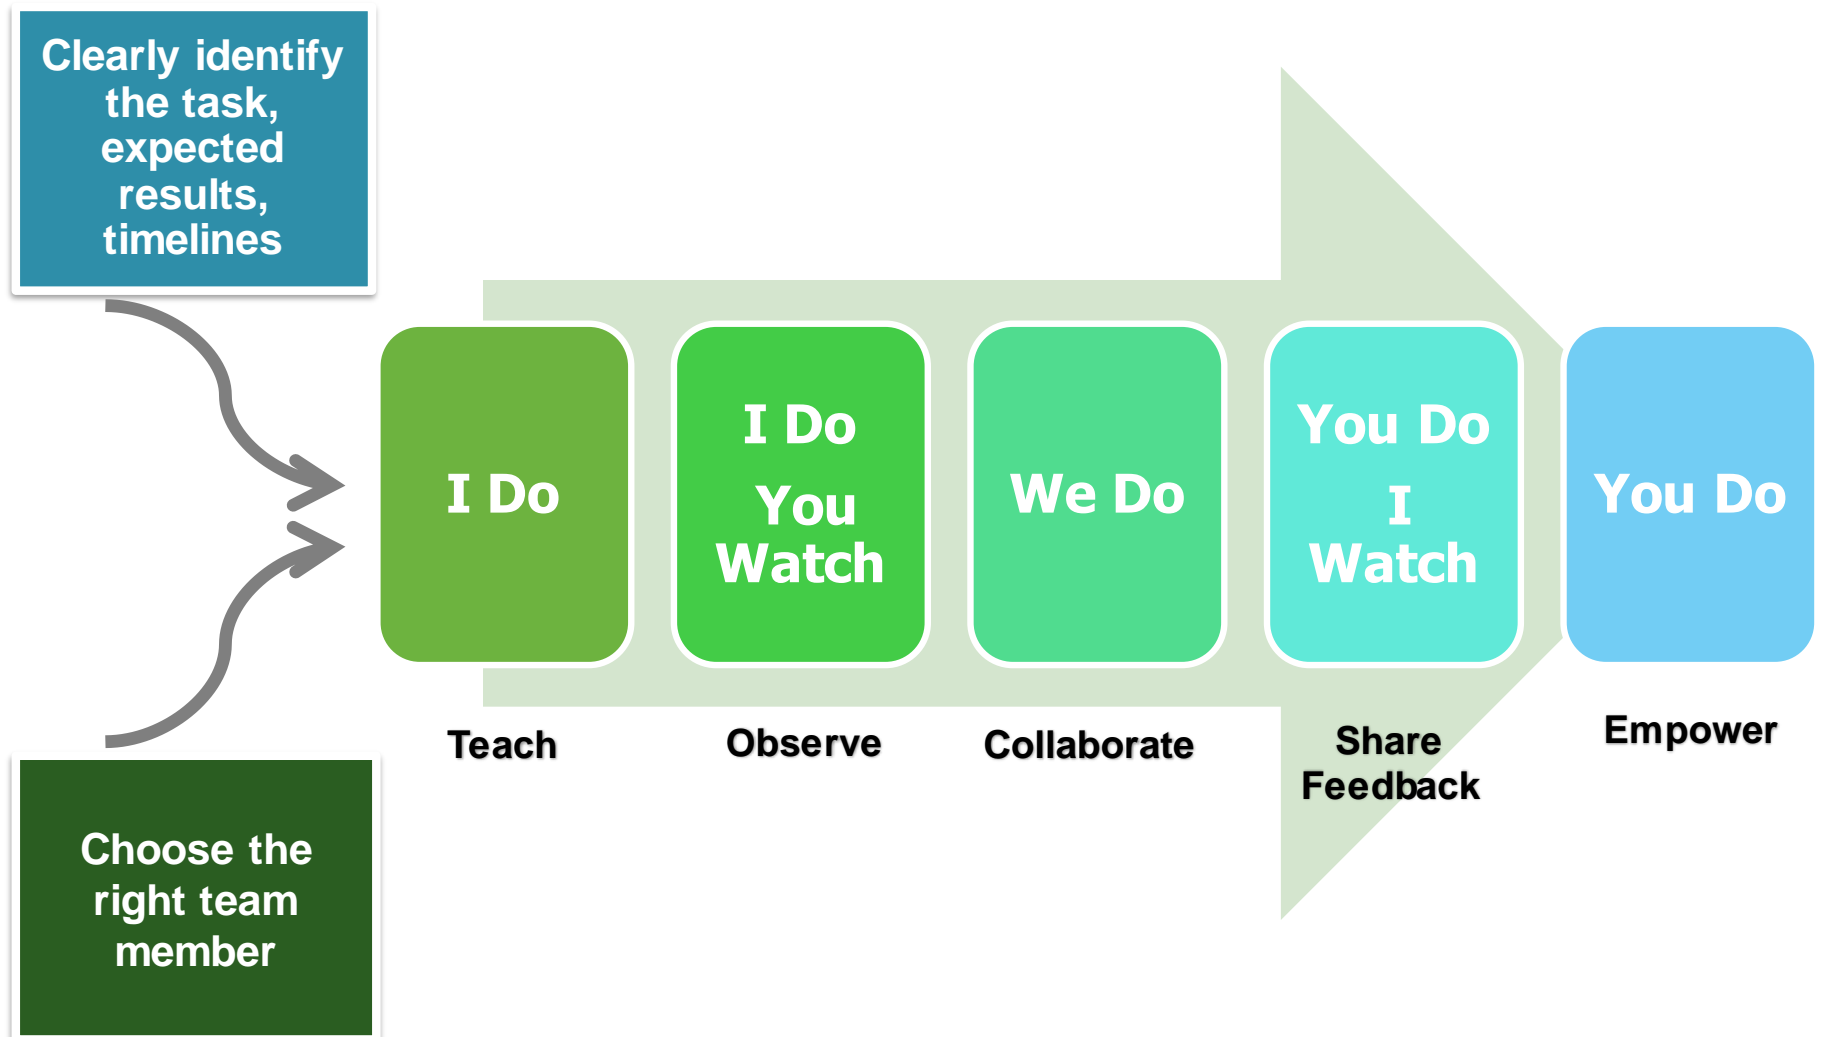 Clearly identify
the task,
expected
results,
timelines
Choose the
right team
member
I Do
I Do
You
Watch
We Do
You Do
I
Watch
You Do
Teach
Observe
Collaborate
Share
Feedback
Empower